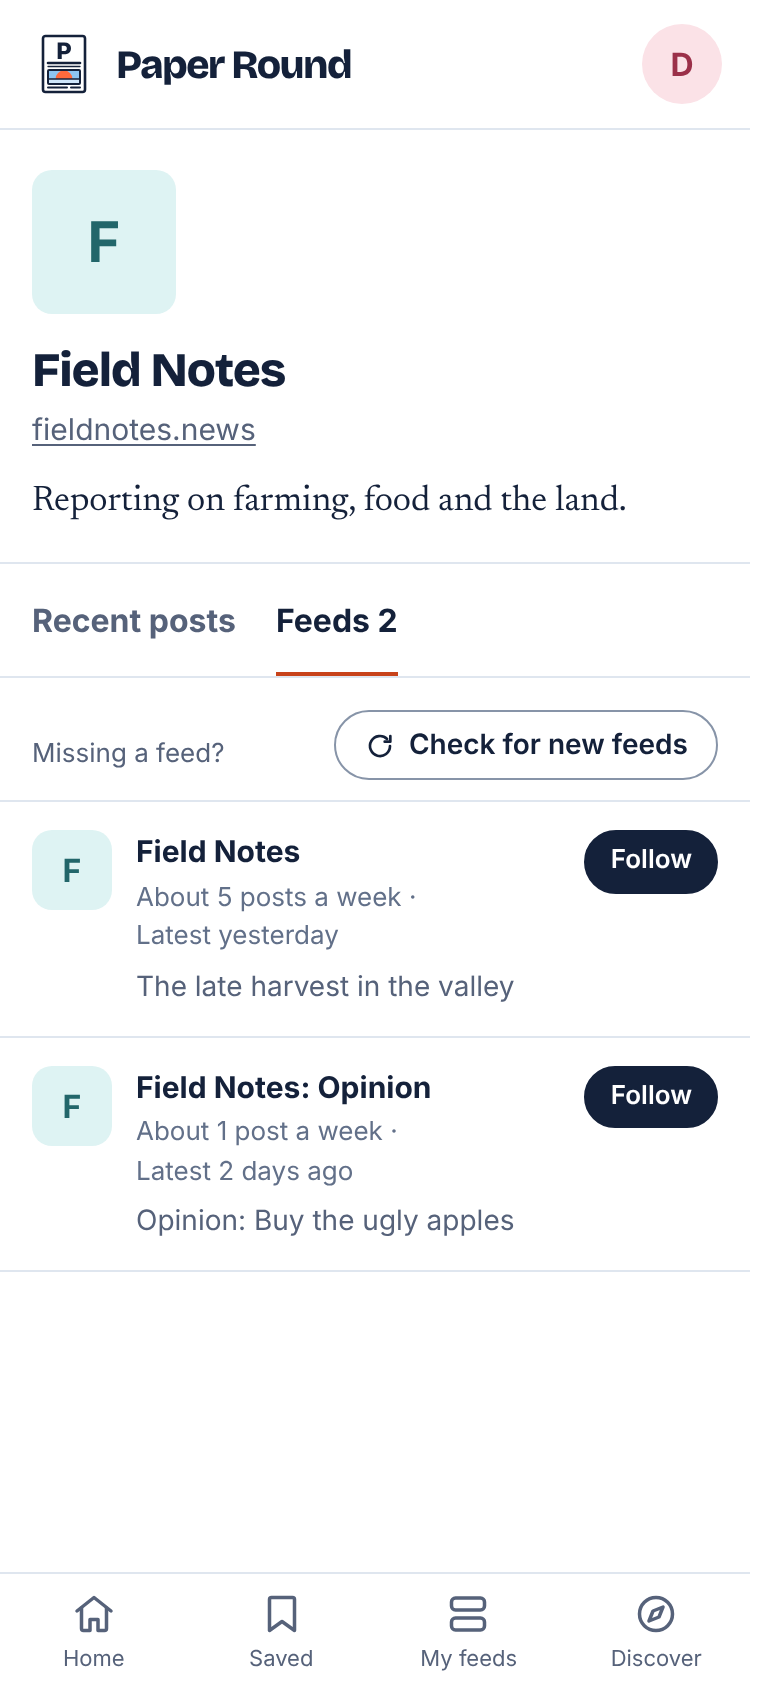 P
Paper Round
D
F
Field Notes
fieldnotes.news
Reporting on farming, food and the land.
Recent posts
Feeds 2
Missing a feed?
Check for new feeds
F
Field Notes
Follow
About 5 posts a week ·
Latest yesterday
The late harvest in the valley
F
Field Notes: Opinion
Follow
About 1 post a week ·
Latest 2 days ago
Opinion: Buy the ugly apples
Home
Saved
My feeds
Discover